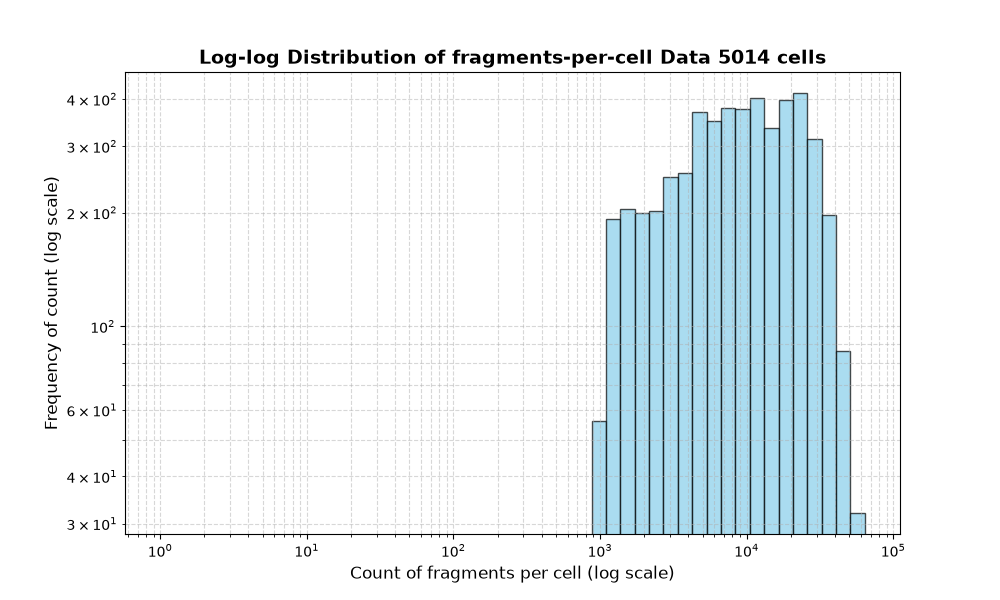 Log-log Distribution of fragments-per-cell Data 5014 cells
Frequency of count (log scale)
4 × 10²
3 × 10²
2 × 10²
10²
6 × 10¹
4 × 10¹
3 × 10¹
10⁰ 10¹ 10² 10³ 10⁴ 10⁵
Count of fragments per cell (log scale)